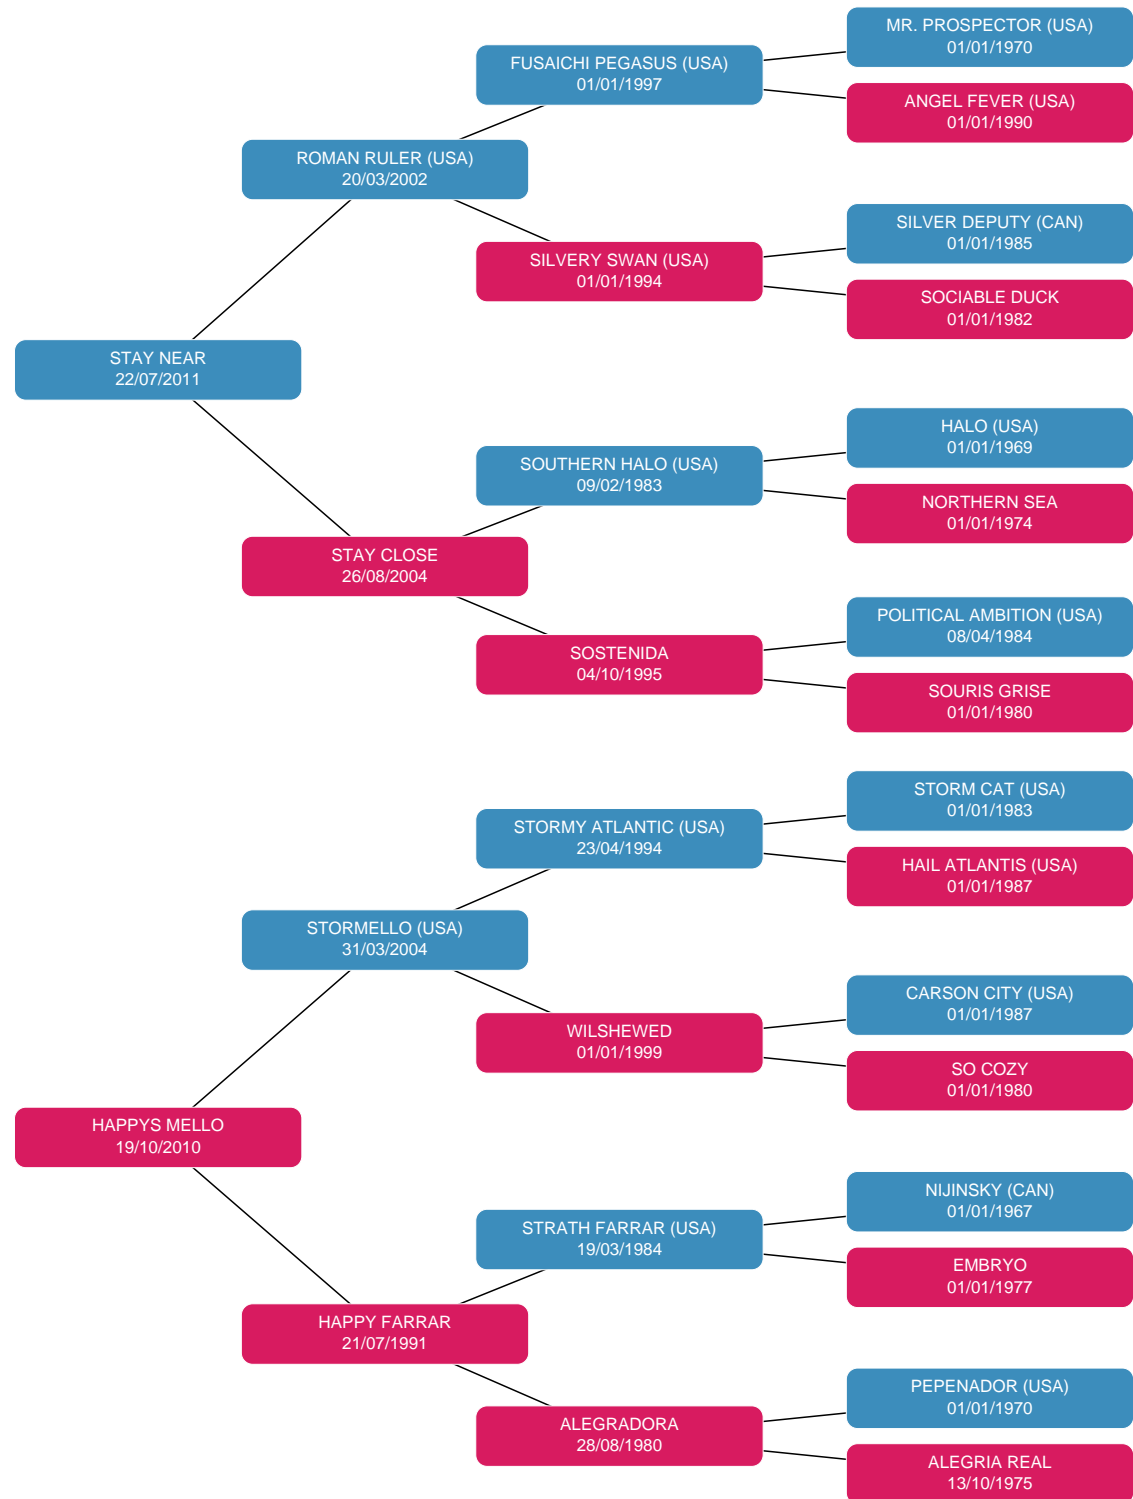 MR. PROSPECTOR (USA)
01/01/1970
FUSAICHI PEGASUS (USA)
01/01/1997
ANGEL FEVER (USA)
01/01/1990
ROMAN RULER (USA)
20/03/2002
SILVER DEPUTY (CAN)
01/01/1985
SILVERY SWAN (USA)
01/01/1994
SOCIABLE DUCK
01/01/1982
STAY NEAR
22/07/2011
HALO (USA)
01/01/1969
SOUTHERN HALO (USA)
09/02/1983
NORTHERN SEA
01/01/1974
STAY CLOSE
26/08/2004
POLITICAL AMBITION (USA)
08/04/1984
SOSTENIDA
04/10/1995
SOURIS GRISE
01/01/1980
STORM CAT (USA)
01/01/1983
STORMY ATLANTIC (USA)
23/04/1994
HAIL ATLANTIS (USA)
01/01/1987
STORMELLO (USA)
31/03/2004
CARSON CITY (USA)
01/01/1987
WILSHEWED
01/01/1999
SO COZY
01/01/1980
HAPPYS MELLO
19/10/2010
NIJINSKY (CAN)
01/01/1967
STRATH FARRAR (USA)
19/03/1984
EMBRYO
01/01/1977
HAPPY FARRAR
21/07/1991
PEPENADOR (USA)
01/01/1970
ALEGRADORA
28/08/1980
ALEGRIA REAL
13/10/1975